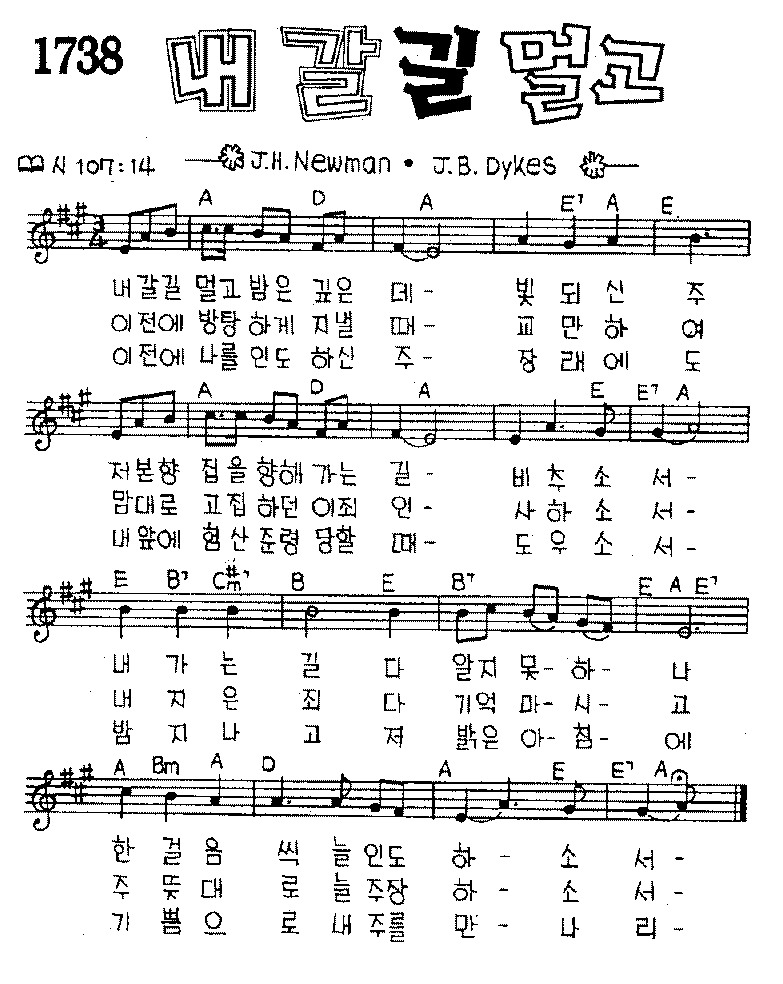 1738 내 갈 길 멀고
시 107:14 J.H. Newman • J.B. Dykes
A D A E7 A E
3/4
내갈길 멀고 밤은 깊은 데- 빛 되 신 주
이전에 방탕 하게 지낼 때- 교 만 하 여
이전에 나를 인도 하신 주- 장 래 에 도
A D A E E7 A
저본향 집을 향해 가는 길- 비 추 소 서-
맘대로 고집 하던 이죄 인- 사 하 소 서-
내앞에 험산 준령 당할 때- 도 우 소 서-
E B7 C#m B E B7 E A E7
내 가 는 길 다 알지 못- 하- 나
내 지 은 죄 다 기억 마- 시- 고
밤 지 나 고 저 밝은 아- 침- 에
A Bm A D A E E7 A
한 걸 음 씩 늘 인도 하 - 소 서-
주 뜻 대 로 늘 주장 하 - 소 서-
기 쁨 으 로 내 주를 만 - 나 리-